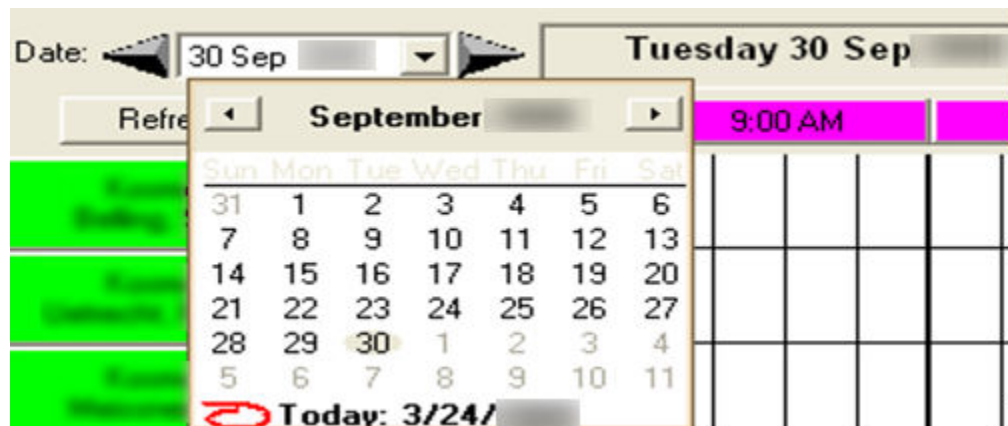 Date: 30 Sep Tuesday 30 Sep
Refre September 9:00 AM
Sun Mon Tue Wed Thu Fri Sat
31 1 2 3 4 5 6
7 8 9 10 11 12 13
14 15 16 17 18 19 20
21 22 23 24 25 26 27
28 29 30 1 2 3 4
5 6 7 8 9 10 11
Today: 3/24/